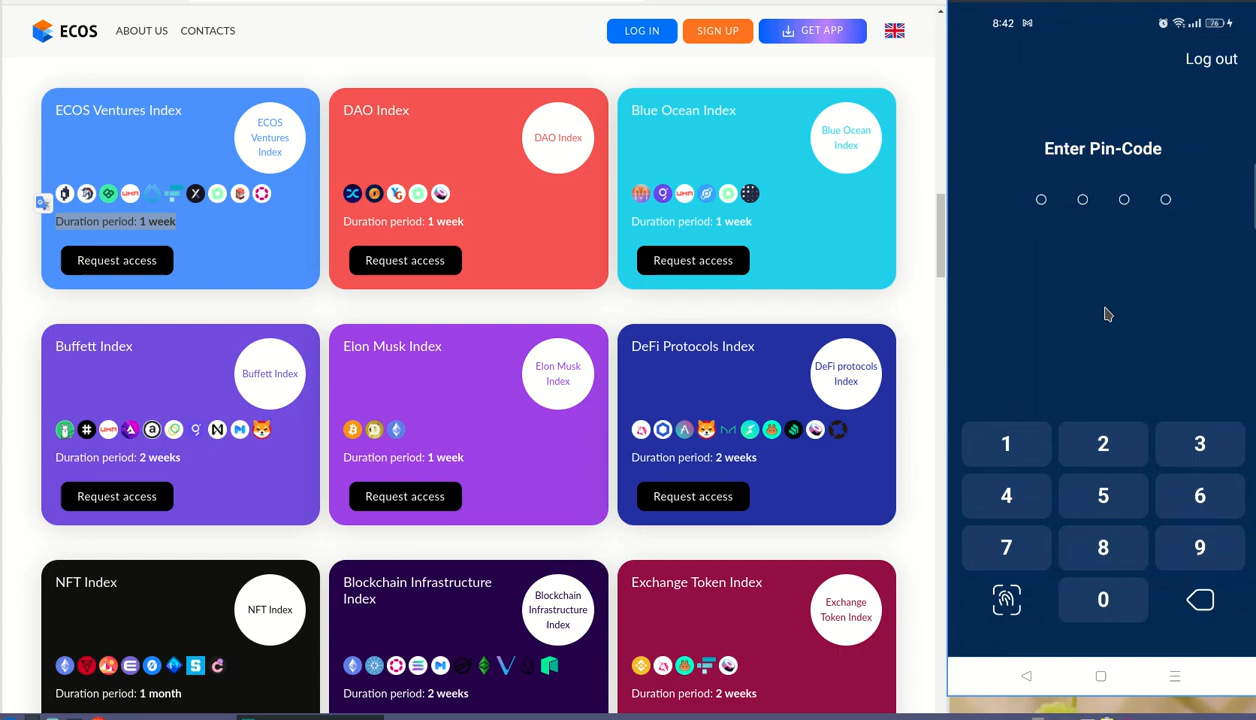 ECOS
ABOUT US
CONTACTS
LOG IN
SIGN UP
GET APP
ECOS Ventures Index
ECOS
Ventures
Index
Duration period: 1 week
Request access
DAO Index
DAO Index
Duration period: 1 week
Request access
Blue Ocean Index
Blue Ocean
Index
Duration period: 1 week
Request access
Buffett Index
Buffett Index
Duration period: 2 weeks
Request access
Elon Musk Index
Elon Musk
Index
Duration period: 1 week
Request access
DeFi Protocols Index
DeFi protocols
Index
Duration period: 2 weeks
Request access
NFT Index
NFT Index
Duration period: 1 month
Blockchain Infrastructure
Index
Blockchain
Infrastructure
Index
Duration period: 2 weeks
Exchange Token Index
Exchange
Token Index
Duration period: 2 weeks
8:42
76
Log out
Enter Pin-Code
1 2 3
4 5 6
7 8 9
0